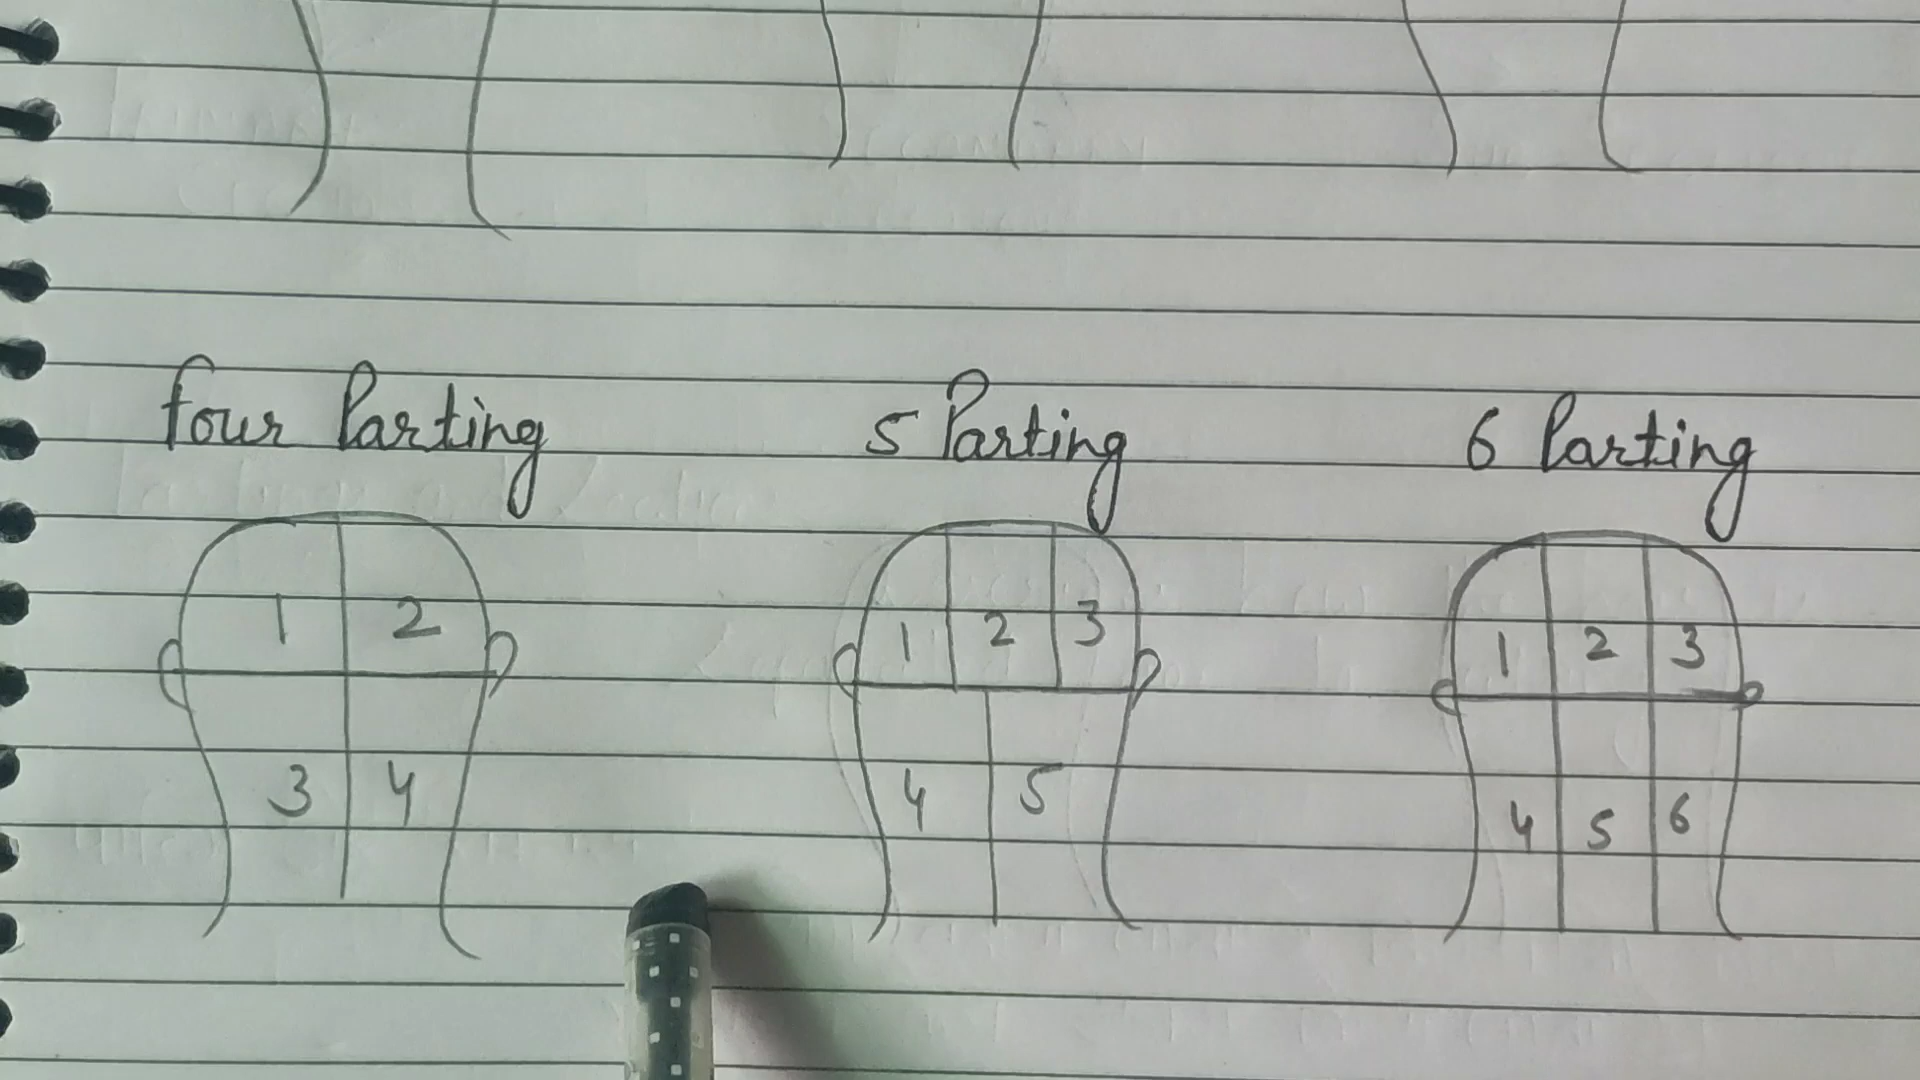 four Parting
5 Parting
6 Parting
1 2
3 4
1 2 3
4 5
1 2 3
4 5 6